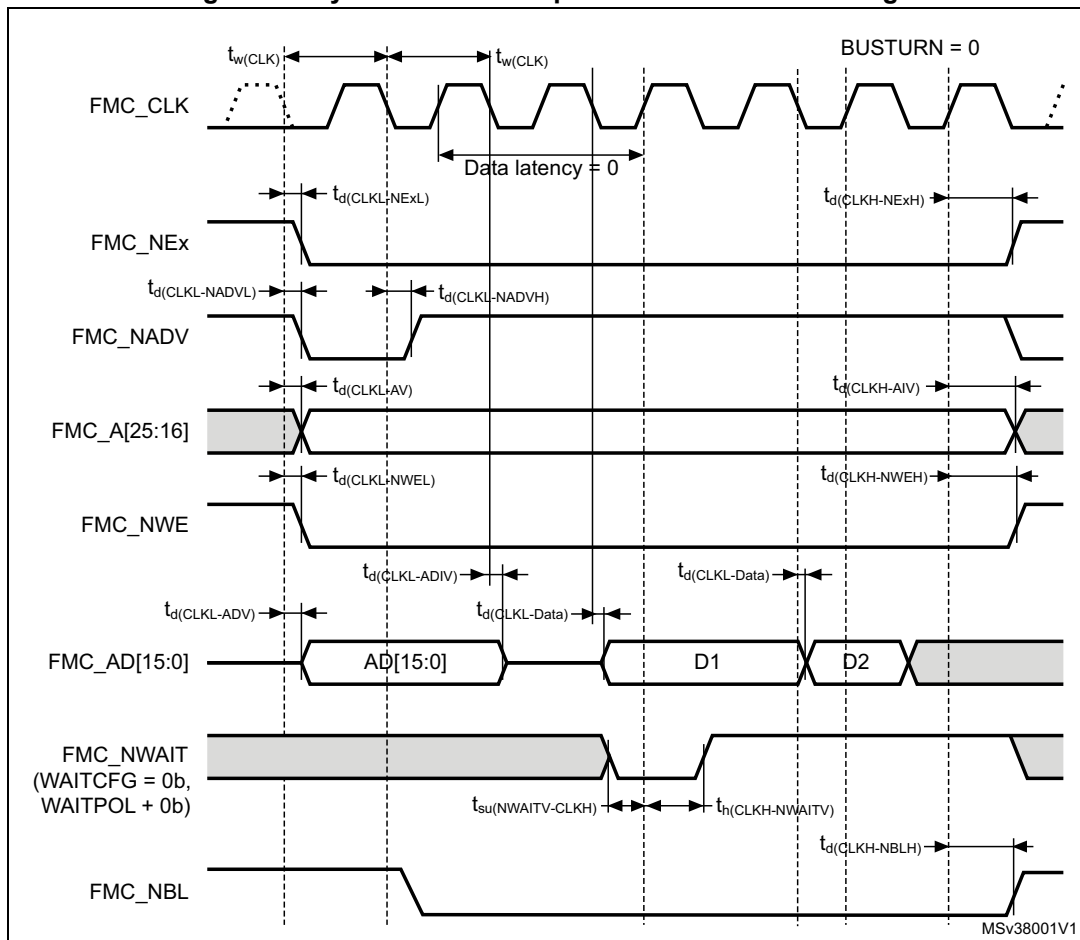 BUSTURN = 0
tw(CLK)
tw(CLK)
FMC_CLK
Data latency = 0
td(CLKL-NExL)
td(CLKH-NExH)
FMC_NEx
td(CLKL-NADVL)
td(CLKL-NADVH)
FMC_NADV
td(CLKL-AV)
td(CLKH-AIV)
FMC_A[25:16]
td(CLKL-NWEL)
td(CLKH-NWEH)
FMC_NWE
td(CLKL-ADIV)
td(CLKL-Data)
td(CLKL-ADV)
td(CLKL-Data)
FMC_AD[15:0]
AD[15:0]
D1
D2
FMC_NWAIT
(WAITCFG = 0b,
WAITPOL + 0b)
tsu(NWAITV-CLKH)
th(CLKH-NWAITV)
td(CLKH-NBLH)
FMC_NBL
MSv38001V1